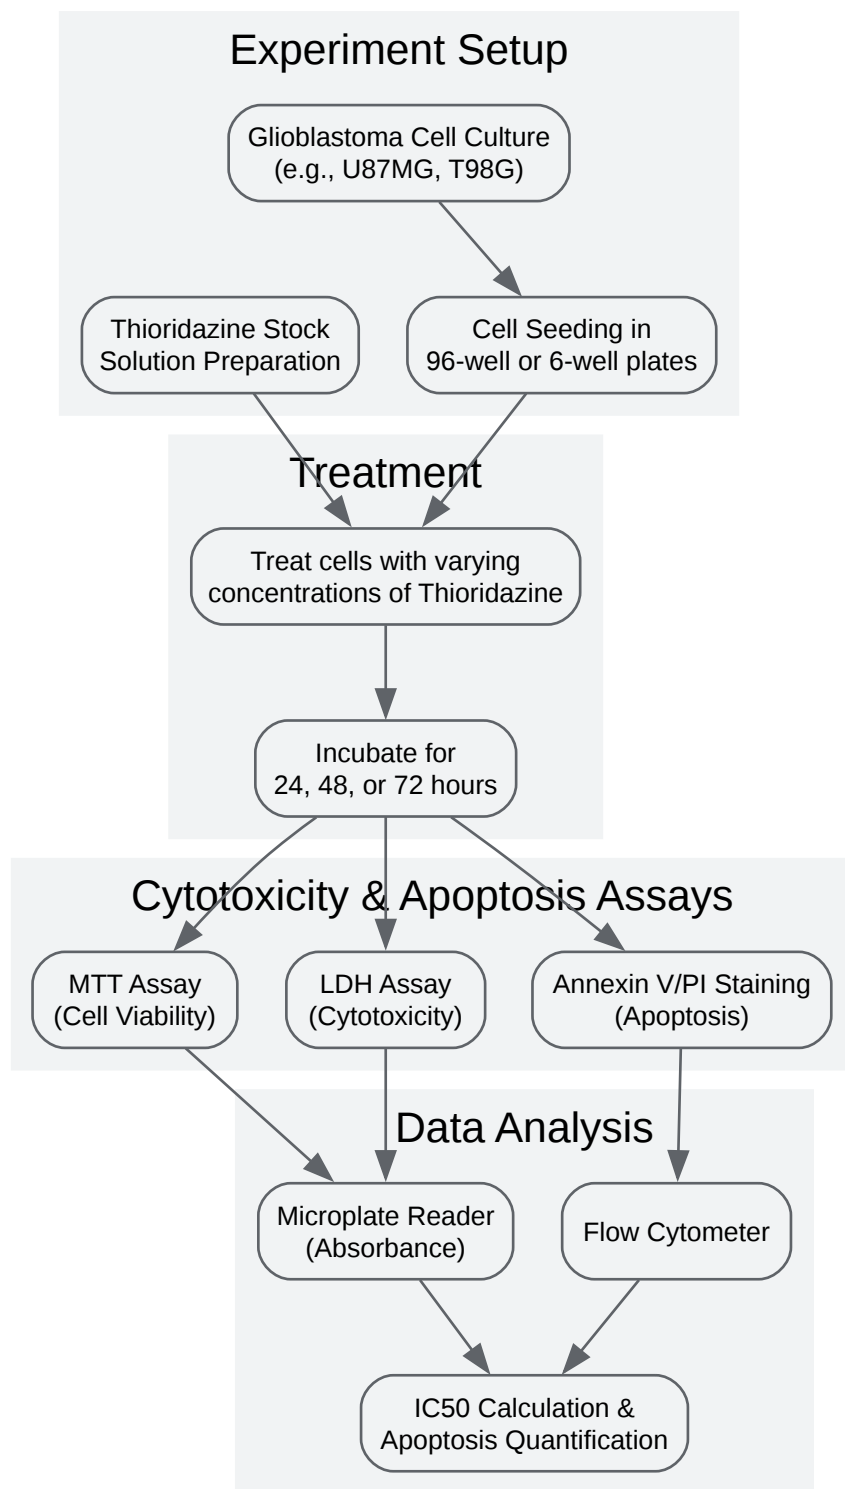 Experiment Setup
Glioblastoma Cell Culture
(e.g., U87MG, T98G)
Thioridazine Stock
Solution Preparation
Cell Seeding in
96-well or 6-well plates
Treatment
Treat cells with varying
concentrations of Thioridazine
Incubate for
24, 48, or 72 hours
Cytotoxicity & Apoptosis Assays
MTT Assay
(Cell Viability)
LDH Assay
(Cytotoxicity)
Annexin V/PI Staining
(Apoptosis)
Data Analysis
Microplate Reader
(Absorbance)
Flow Cytometer
IC50 Calculation &
Apoptosis Quantification